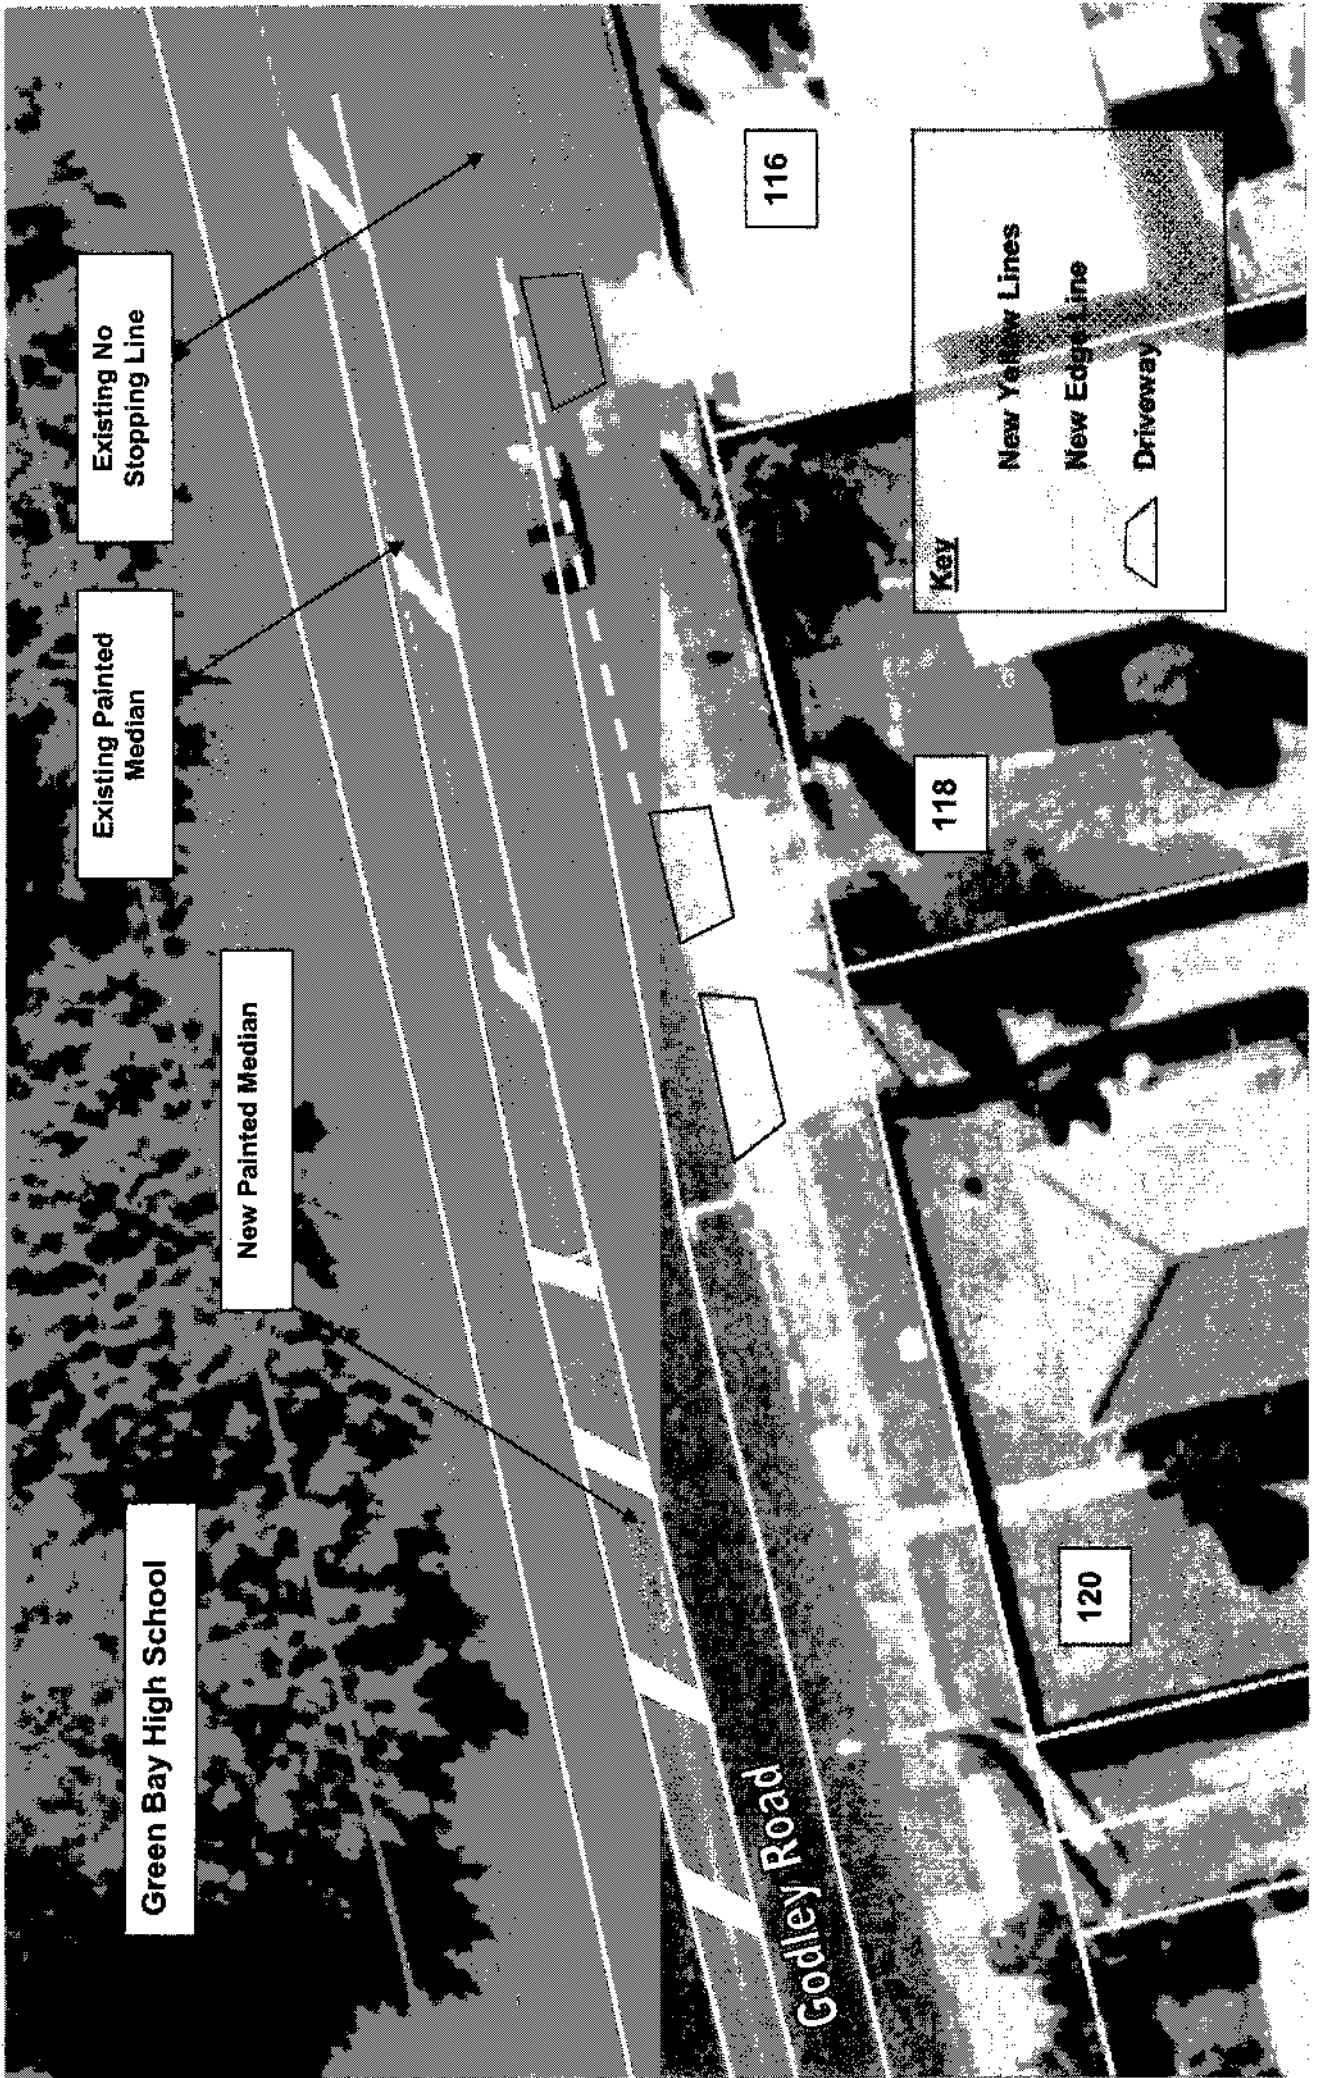 Green Bay High School
New Painted Median
Existing Painted
Median
Existing No
Stopping Line
Godley Road
120
118
116
Key
New Yellow Lines
New Edge Line
Driveway